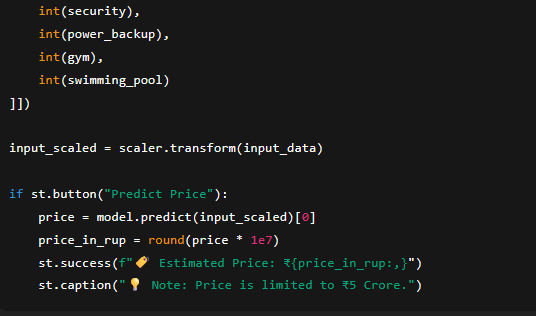 int(security),
    int(power_backup),
    int(gym),
    int(swimming_pool)
]])
input_scaled = scaler.transform(input_data)
if st.button("Predict Price"):
    price = model.predict(input_scaled)[0]
    price_in_rup = round(price * 1e7)
    st.success(f"🏷️ Estimated Price: ₹{price_in_rup:,}")
    st.caption("💡 Note: Price is limited to ₹5 Crore.")